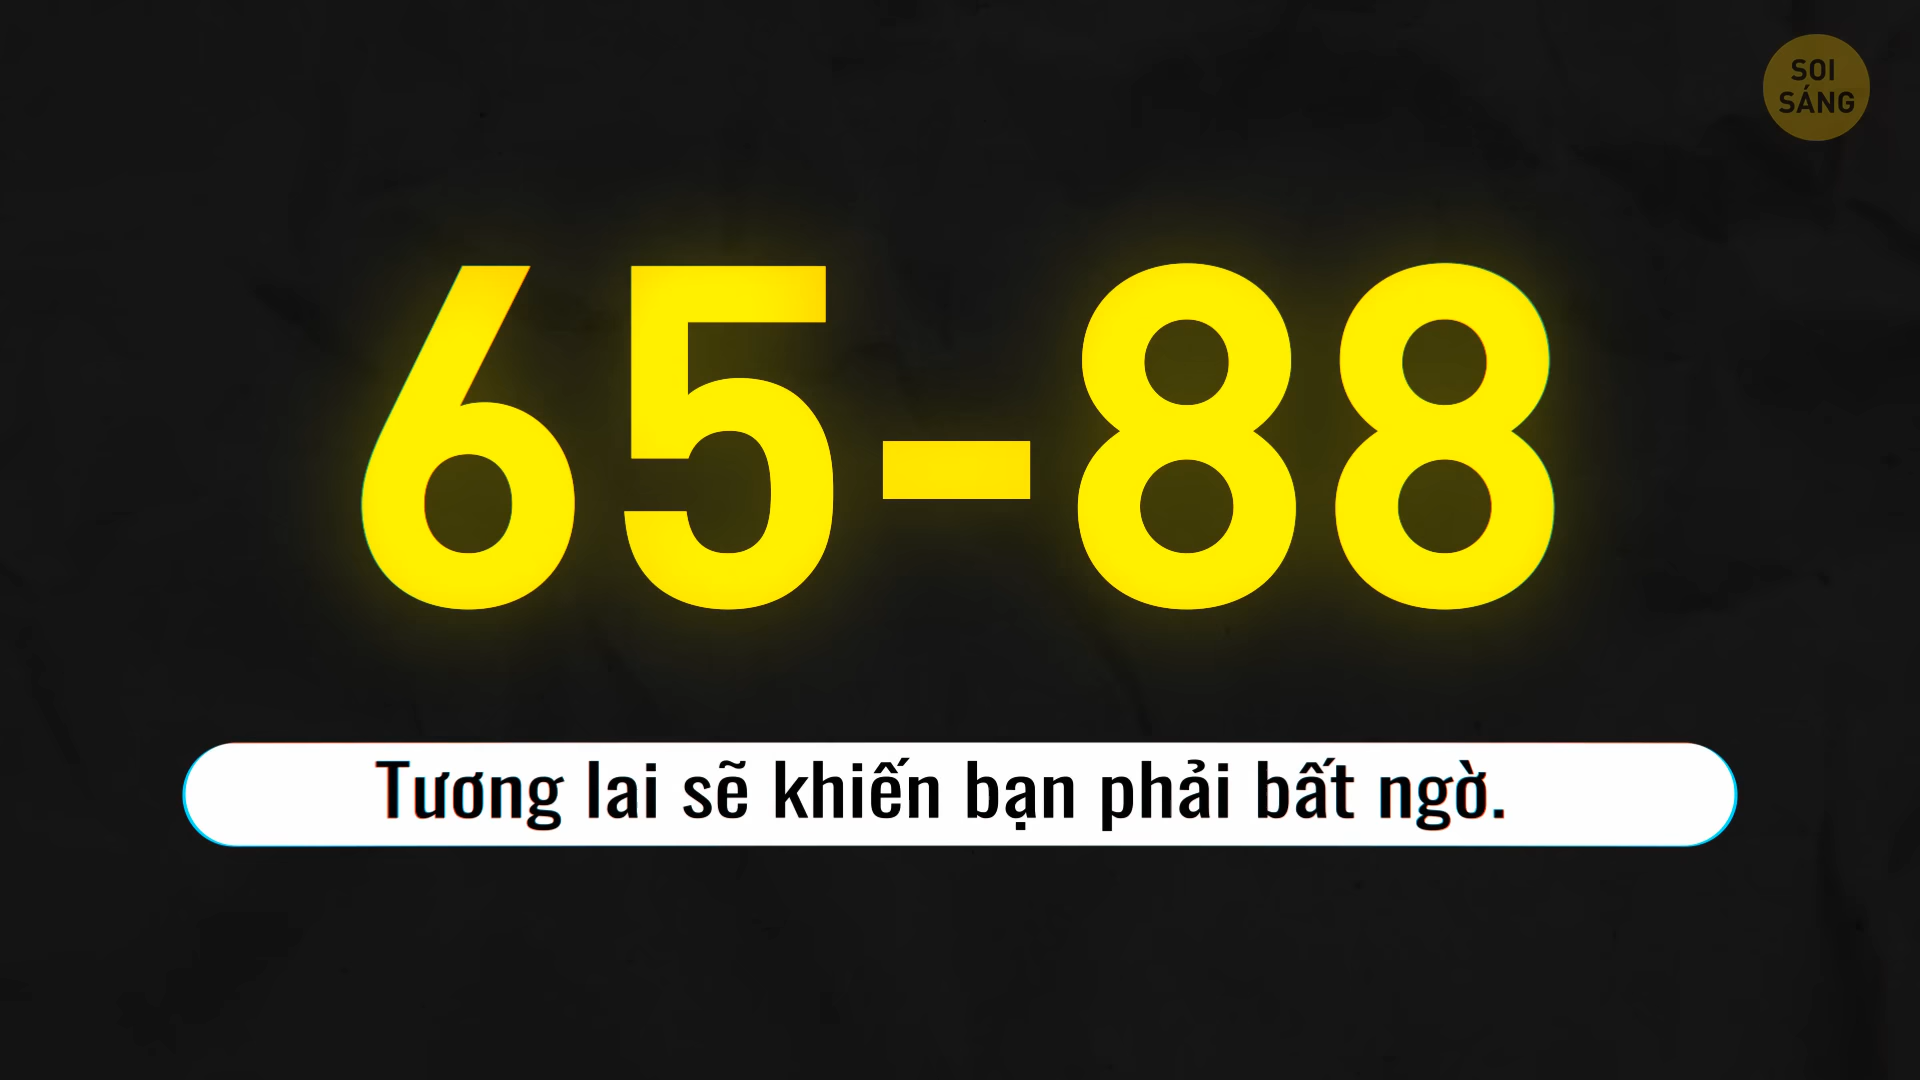 SOI
SÁNG
65-88
Tương lai sẽ khiến bạn phải bất ngờ.